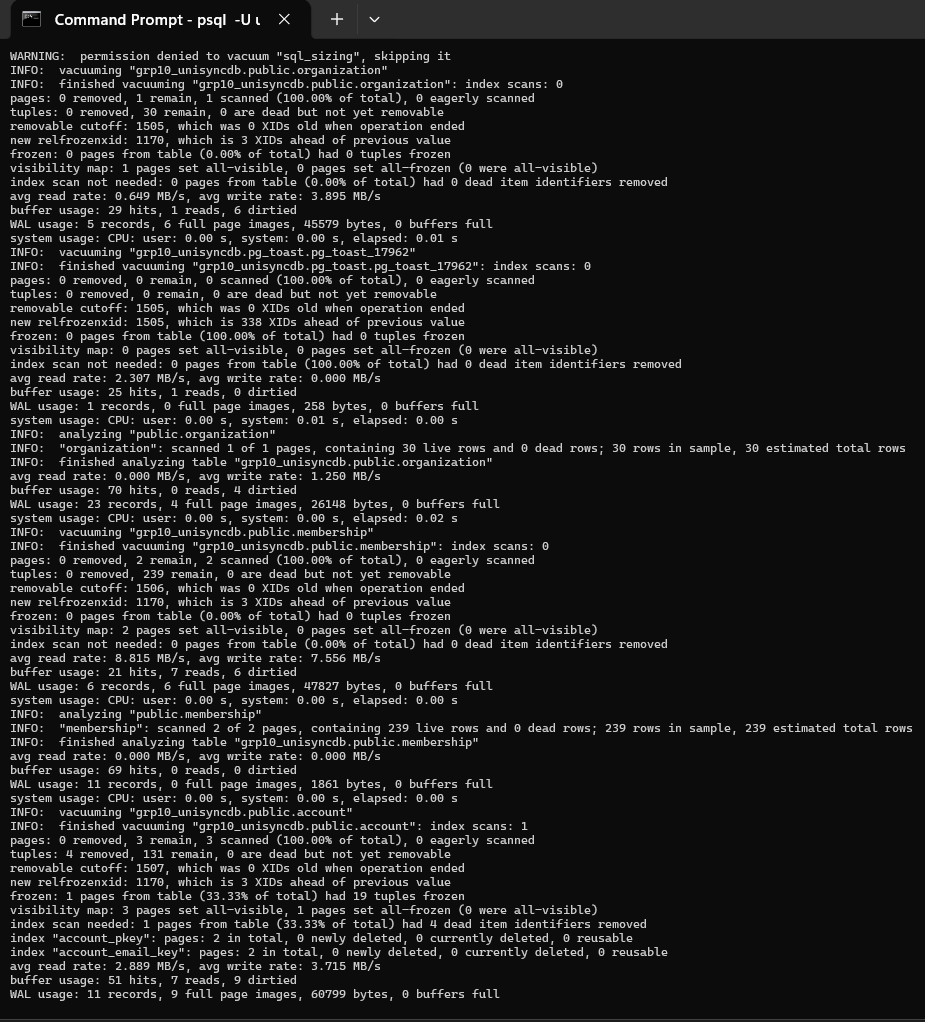 Command Prompt - psql -U u
WARNING:  permission denied to vacuum "sql_sizing", skipping it
INFO:  vacuuming "grp10_unisyncdb.public.organization"
INFO:  finished vacuuming "grp10_unisyncdb.public.organization": index scans: 0
pages: 0 removed, 1 remain, 1 scanned (100.00% of total), 0 eagerly scanned
tuples: 0 removed, 30 remain, 0 are dead but not yet removable
removable cutoff: 1505, which was 0 XIDs old when operation ended
new relfrozenxid: 1170, which is 3 XIDs ahead of previous value
frozen: 0 pages from table (0.00% of total) had 0 tuples frozen
visibility map: 1 pages set all-visible, 0 pages set all-frozen (0 were all-visible)
index scan not needed: 0 pages from table (0.00% of total) had 0 dead item identifiers removed
avg read rate: 0.649 MB/s, avg write rate: 3.895 MB/s
buffer usage: 29 hits, 1 reads, 6 dirtied
WAL usage: 5 records, 6 full page images, 45579 bytes, 0 buffers full
system usage: CPU: user: 0.00 s, system: 0.00 s, elapsed: 0.01 s
INFO:  vacuuming "grp10_unisyncdb.pg_toast.pg_toast_17962"
INFO:  finished vacuuming "grp10_unisyncdb.pg_toast.pg_toast_17962": index scans: 0
pages: 0 removed, 0 remain, 0 scanned (100.00% of total), 0 eagerly scanned
tuples: 0 removed, 0 remain, 0 are dead but not yet removable
removable cutoff: 1505, which was 0 XIDs old when operation ended
new relfrozenxid: 1505, which is 338 XIDs ahead of previous value
frozen: 0 pages from table (100.00% of total) had 0 tuples frozen
visibility map: 0 pages set all-visible, 0 pages set all-frozen (0 were all-visible)
index scan not needed: 0 pages from table (100.00% of total) had 0 dead item identifiers removed
avg read rate: 2.307 MB/s, avg write rate: 0.000 MB/s
buffer usage: 25 hits, 1 reads, 0 dirtied
WAL usage: 1 records, 0 full page images, 258 bytes, 0 buffers full
system usage: CPU: user: 0.00 s, system: 0.01 s, elapsed: 0.00 s
INFO:  analyzing "public.organization"
INFO:  "organization": scanned 1 of 1 pages, containing 30 live rows and 0 dead rows; 30 rows in sample, 30 estimated total rows
INFO:  finished analyzing table "grp10_unisyncdb.public.organization"
avg read rate: 0.000 MB/s, avg write rate: 1.250 MB/s
buffer usage: 70 hits, 0 reads, 4 dirtied
WAL usage: 23 records, 4 full page images, 26148 bytes, 0 buffers full
system usage: CPU: user: 0.00 s, system: 0.00 s, elapsed: 0.02 s
INFO:  vacuuming "grp10_unisyncdb.public.membership"
INFO:  finished vacuuming "grp10_unisyncdb.public.membership": index scans: 0
pages: 0 removed, 2 remain, 2 scanned (100.00% of total), 0 eagerly scanned
tuples: 0 removed, 239 remain, 0 are dead but not yet removable
removable cutoff: 1506, which was 0 XIDs old when operation ended
new relfrozenxid: 1170, which is 3 XIDs ahead of previous value
frozen: 0 pages from table (0.00% of total) had 0 tuples frozen
visibility map: 2 pages set all-visible, 0 pages set all-frozen (0 were all-visible)
index scan not needed: 0 pages from table (0.00% of total) had 0 dead item identifiers removed
avg read rate: 8.815 MB/s, avg write rate: 7.556 MB/s
buffer usage: 21 hits, 7 reads, 6 dirtied
WAL usage: 6 records, 6 full page images, 47827 bytes, 0 buffers full
system usage: CPU: user: 0.00 s, system: 0.00 s, elapsed: 0.00 s
INFO:  analyzing "public.membership"
INFO:  "membership": scanned 2 of 2 pages, containing 239 live rows and 0 dead rows; 239 rows in sample, 239 estimated total rows
INFO:  finished analyzing table "grp10_unisyncdb.public.membership"
avg read rate: 0.000 MB/s, avg write rate: 0.000 MB/s
buffer usage: 69 hits, 0 reads, 0 dirtied
WAL usage: 11 records, 0 full page images, 1861 bytes, 0 buffers full
system usage: CPU: user: 0.00 s, system: 0.00 s, elapsed: 0.00 s
INFO:  vacuuming "grp10_unisyncdb.public.account"
INFO:  finished vacuuming "grp10_unisyncdb.public.account": index scans: 1
pages: 0 removed, 3 remain, 3 scanned (100.00% of total), 0 eagerly scanned
tuples: 4 removed, 131 remain, 0 are dead but not yet removable
removable cutoff: 1507, which was 0 XIDs old when operation ended
new relfrozenxid: 1170, which is 3 XIDs ahead of previous value
frozen: 1 pages from table (33.33% of total) had 19 tuples frozen
visibility map: 3 pages set all-visible, 1 pages set all-frozen (0 were all-visible)
index scan needed: 1 pages from table (33.33% of total) had 4 dead item identifiers removed
index "account_pkey": pages: 2 in total, 0 newly deleted, 0 currently deleted, 0 reusable
index "account_email_key": pages: 2 in total, 0 newly deleted, 0 currently deleted, 0 reusable
avg read rate: 2.889 MB/s, avg write rate: 3.715 MB/s
buffer usage: 51 hits, 7 reads, 9 dirtied
WAL usage: 11 records, 9 full page images, 60799 bytes, 0 buffers full